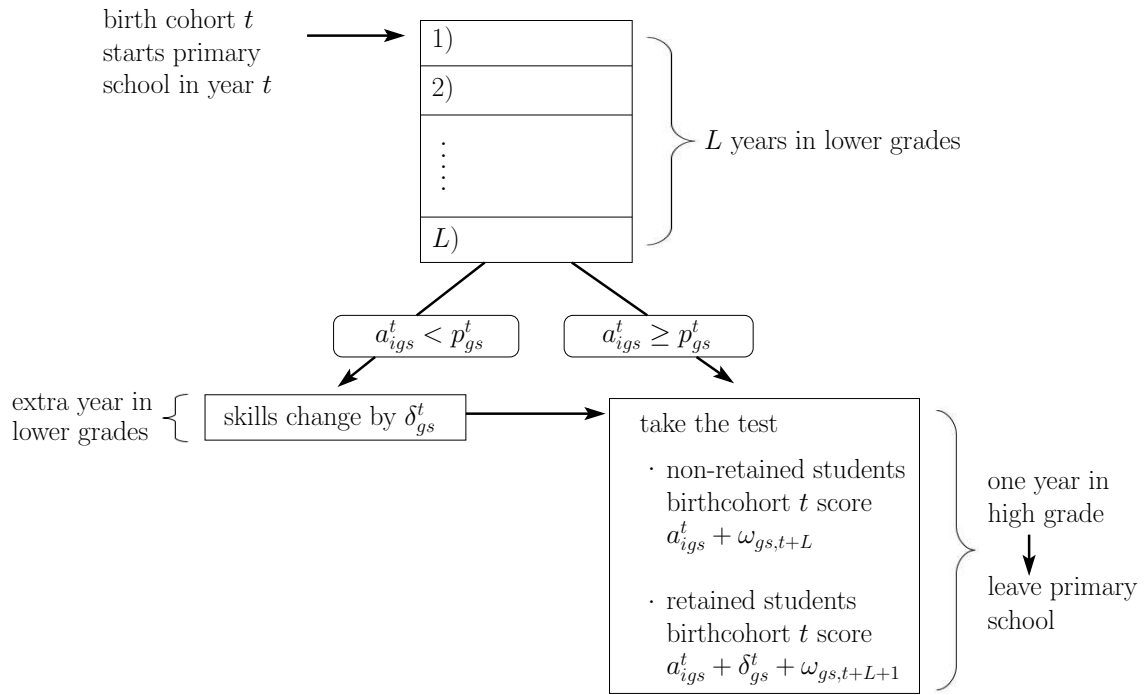 birth cohort t
starts primary
school in year t
1)
2)
L)
L years in lower grades
a^t_{igs} < p^t_{gs}
a^t_{igs} ≥ p^t_{gs}
extra year in
lower grades
skills change by δ^t_{gs}
take the test
· non-retained students
birthcohort t score
a^t_{igs} + ω_{gs,t+L}
· retained students
birthcohort t score
a^t_{igs} + δ^t_{gs} + ω_{gs,t+L+1}
one year in
high grade
leave primary
school